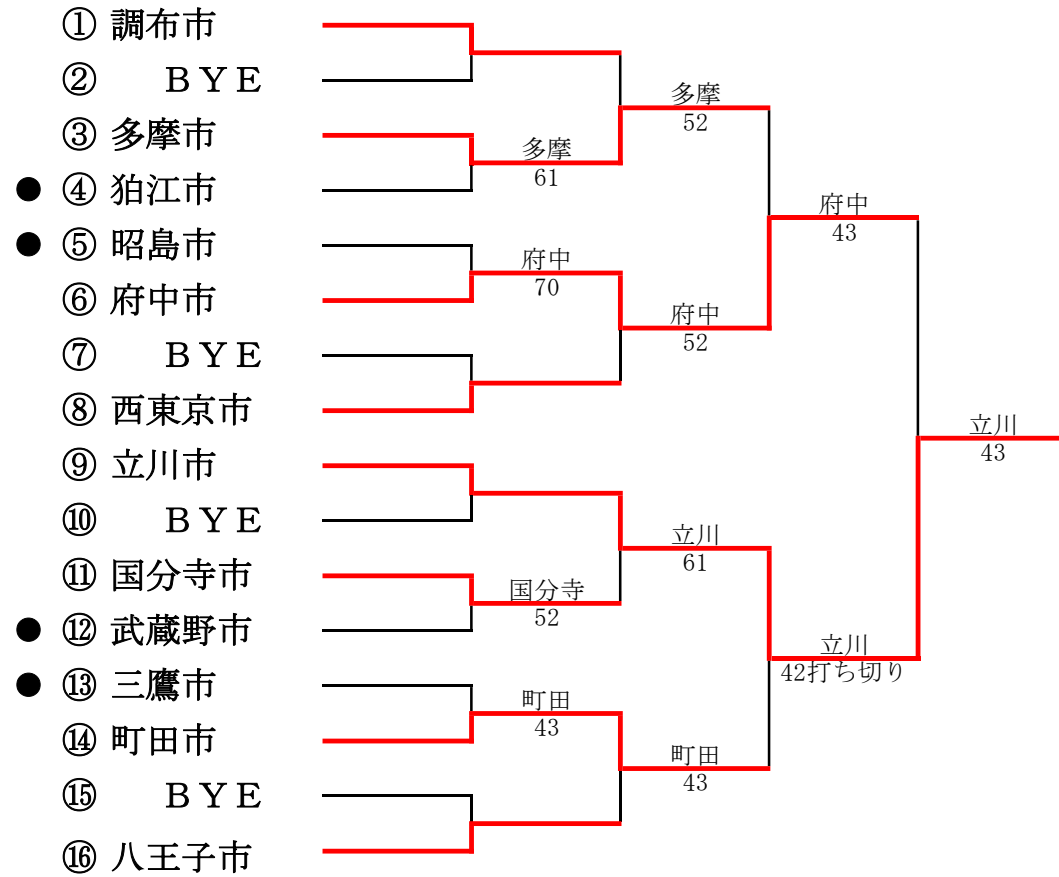 ① 調布市
② ＢＹＥ
③ 多摩市
● ④ 狛江市
● ⑤ 昭島市
⑥ 府中市
⑦ ＢＹＥ
⑧ 西東京市
⑨ 立川市
⑩ ＢＹＥ
⑪ 国分寺市
● ⑫ 武蔵野市
● ⑬ 三鷹市
⑭ 町田市
⑮ ＢＹＥ
⑯ 八王子市
多摩
61
府中
70
国分寺
52
町田
43
多摩
52
府中
52
立川
61
町田
43
府中
43
立川
42打ち切り
立川
43